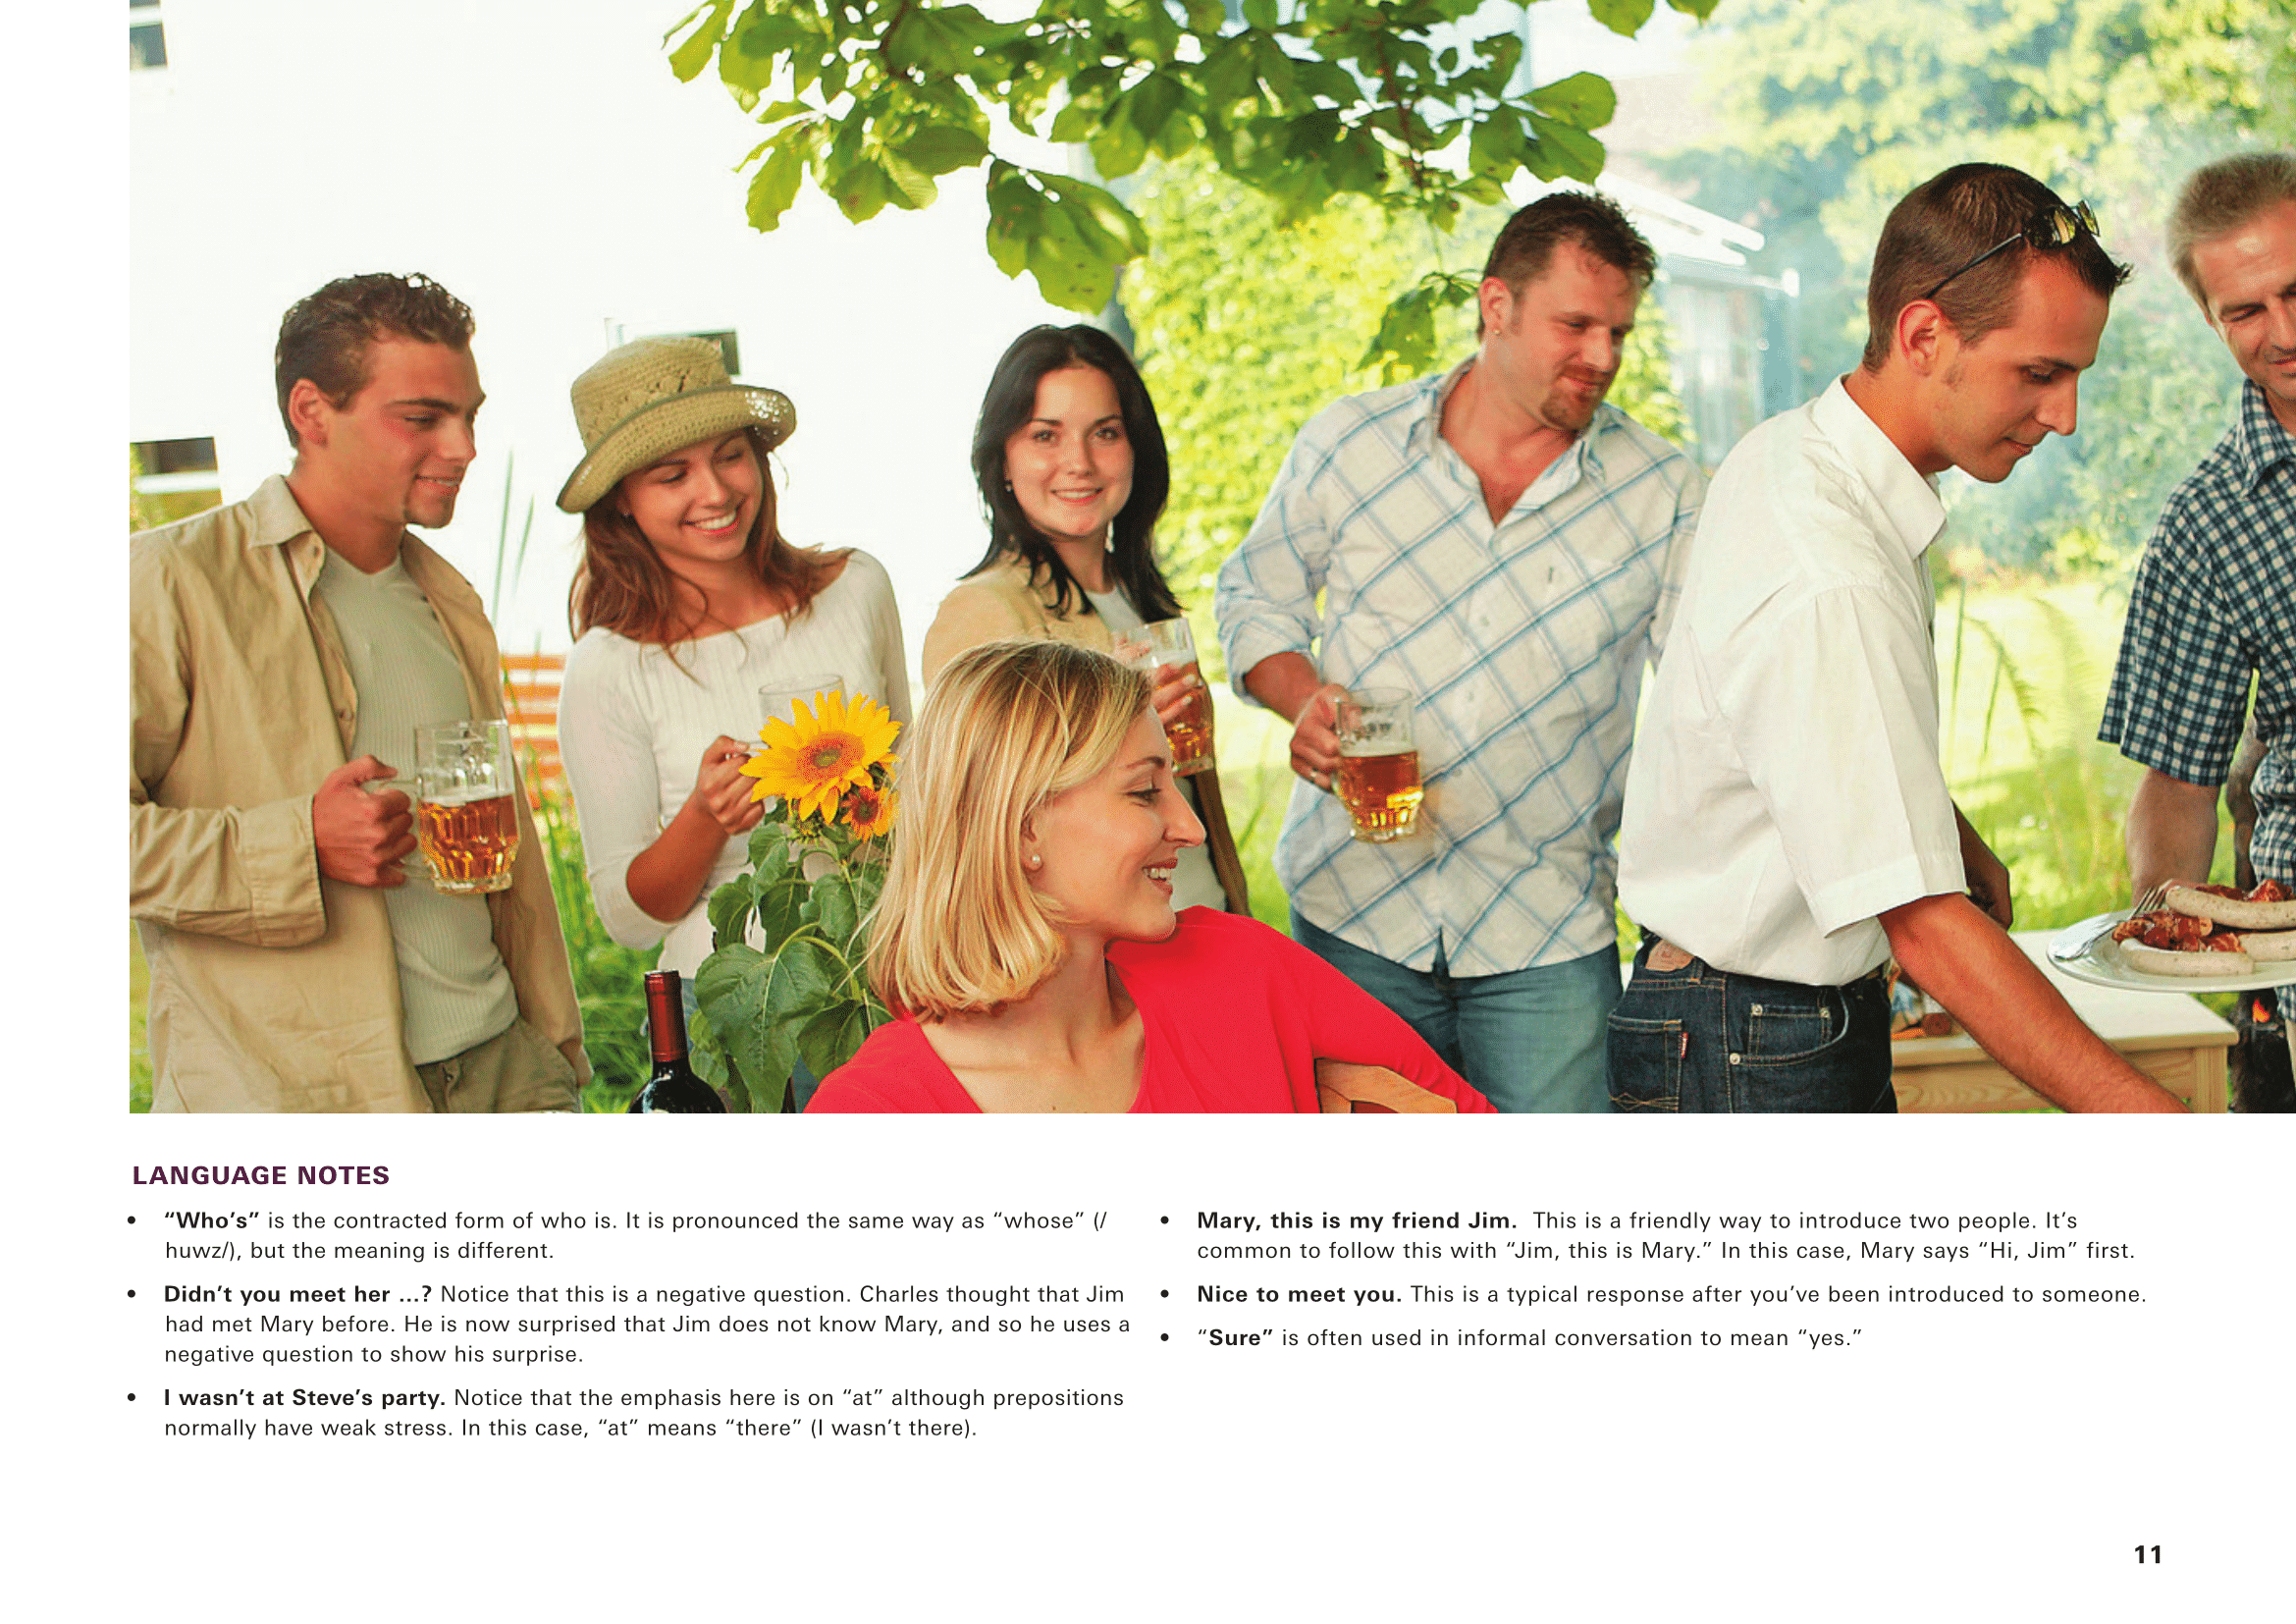 LANGUAGE NOTES
• “Who’s” is the contracted form of who is. It is pronounced the same way as “whose” (/
huwz/), but the meaning is different.
• Didn’t you meet her ...? Notice that this is a negative question. Charles thought that Jim
had met Mary before. He is now surprised that Jim does not know Mary, and so he uses a
negative question to show his surprise.
• I wasn’t at Steve’s party. Notice that the emphasis here is on “at” although prepositions
normally have weak stress. In this case, “at” means “there” (I wasn’t there).
• Mary, this is my friend Jim. This is a friendly way to introduce two people. It’s
common to follow this with “Jim, this is Mary.” In this case, Mary says “Hi, Jim” first.
• Nice to meet you. This is a typical response after you’ve been introduced to someone.
• “Sure” is often used in informal conversation to mean “yes.”
11